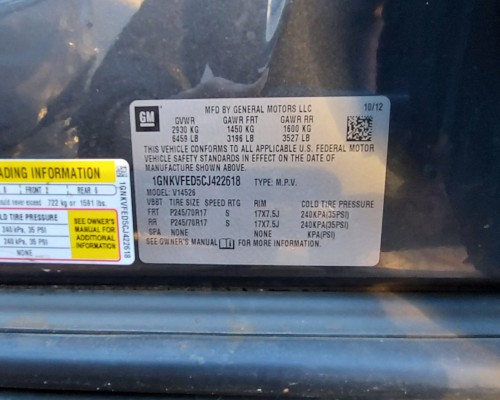 GM
MFD BY GENERAL MOTORS LLC
10/12
GVWR GAWR FRT GAWR RR
2930 KG 1450 KG 1600 KG
6459 LB 3196 LB 3527 LB
THIS VEHICLE CONFORMS TO ALL APPLICABLE U.S. FEDERAL MOTOR
VEHICLE SAFETY STANDARDS IN EFFECT ON THE DATE OF
MANUFACTURE SHOWN ABOVE.
1GNKVFED5CJ422618 TYPE: M.P.V.
MODEL: V14526
TIRE SIZE SPEED RTG RIM COLD TIRE PRESSURE
FRT P245/70R17 S 17X7.5J 240KPA(35PSI)
RR P245/70R17 S 17X7.5J 240KPA(35PSI)
SPA NONE NONE KPA(PSI)
SEE OWNER'S MANUAL FOR MORE INFORMATION.
ADING INFORMATION
FRONT 2 REAR
ould never exceed 722 kg or 1591 lbs.
RE
240 KPA, 35 PSI
240 KPA, 35 PSI
NONE
SEE OWNER'S
MANUAL FOR
ADDITIONAL
INFORMATION
1GNKVFED5CJ422618